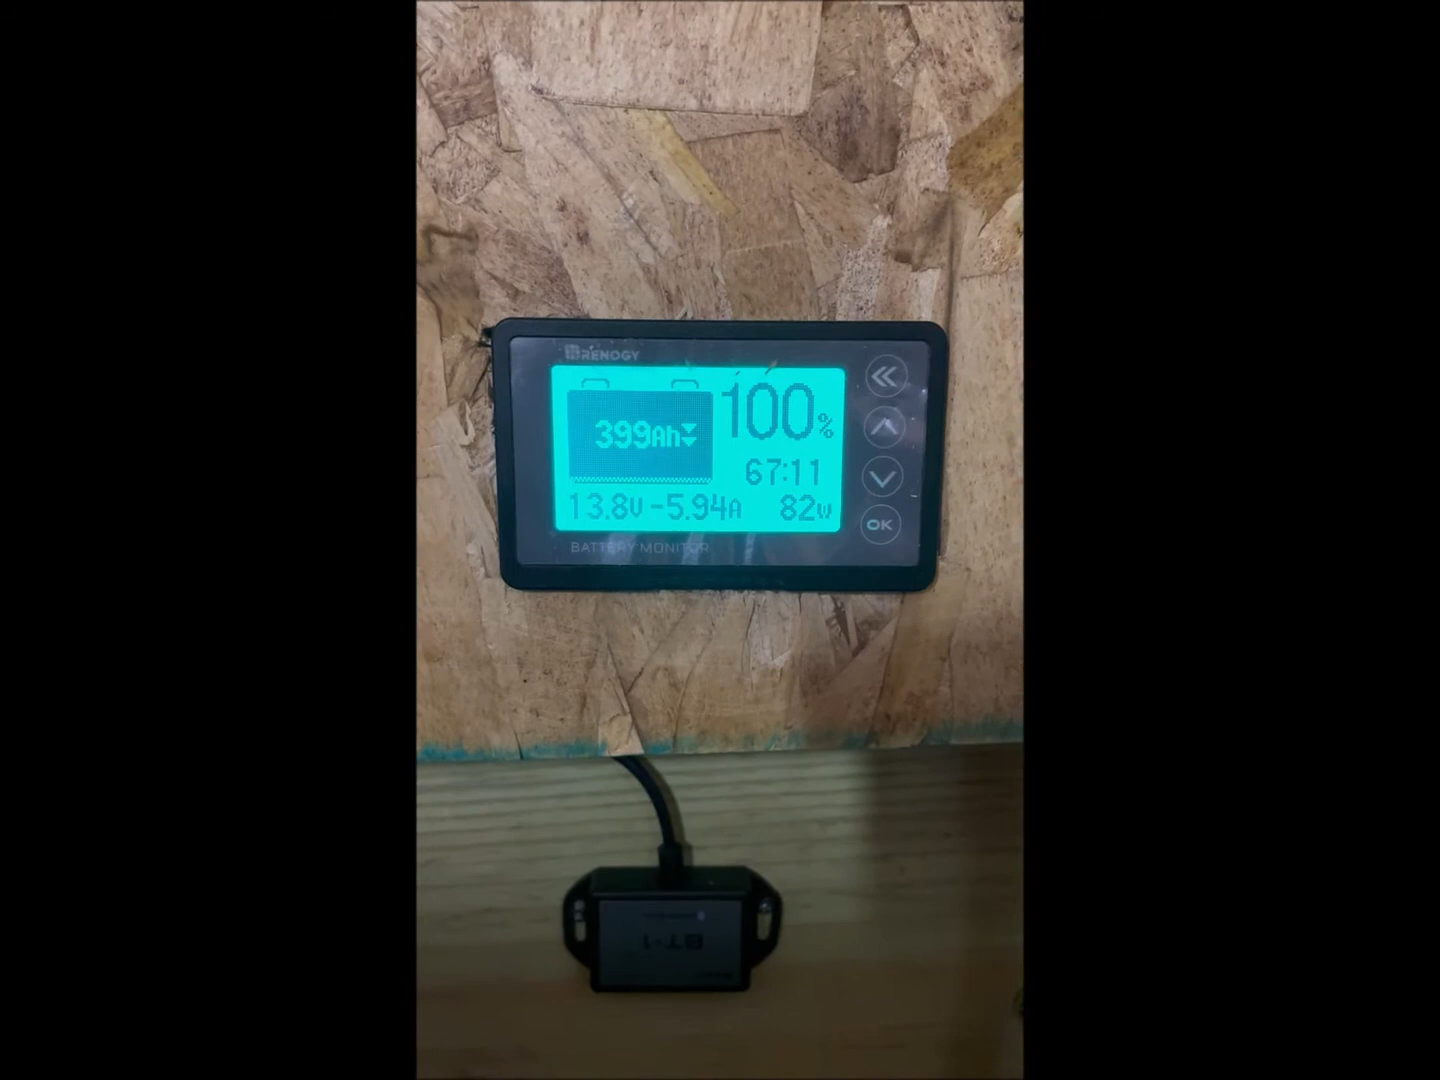 RENOGY
399Ah
100%
67:11
13.8V -5.94A 82W
BATTERY MONITOR
OK
BT-1